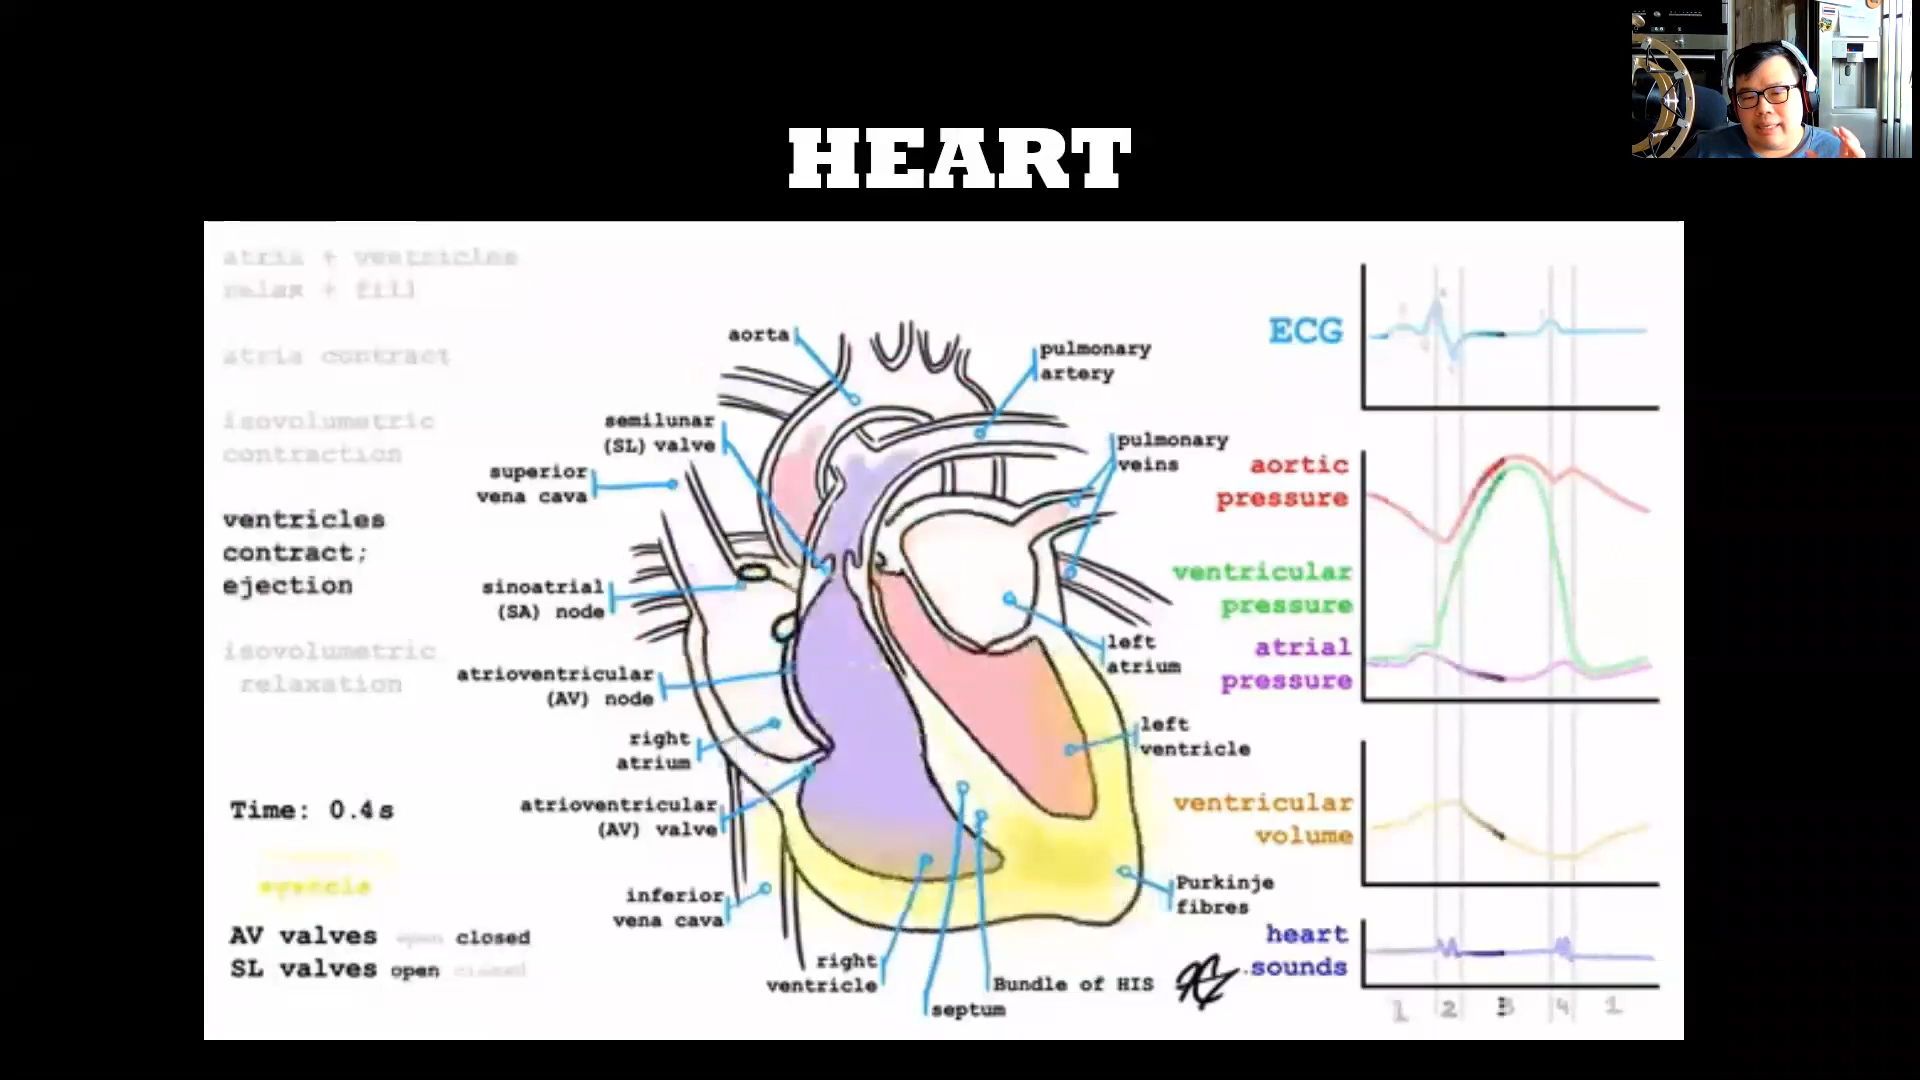 HEART
atria + ventricles
relax + fill
atria contract
isovolumetric
contraction
ventricles
contract;
ejection
isovolumetric
relaxation
Time: 0.4s
AV valves open closed
SL valves open closed
aorta
pulmonary
artery
semilunar
(SL) valve
pulmonary
veins
superior
vena cava
sinoatrial
(SA) node
left
atrium
atrioventricular
(AV) node
left
ventricle
right
atrium
atrioventricular
(AV) valve
Purkinje
fibres
inferior
vena cava
right
ventricle
Bundle of HIS
septum
ECG
aortic
pressure
ventricular
pressure
atrial
pressure
ventricular
volume
heart
sounds
1 2 3 4 1